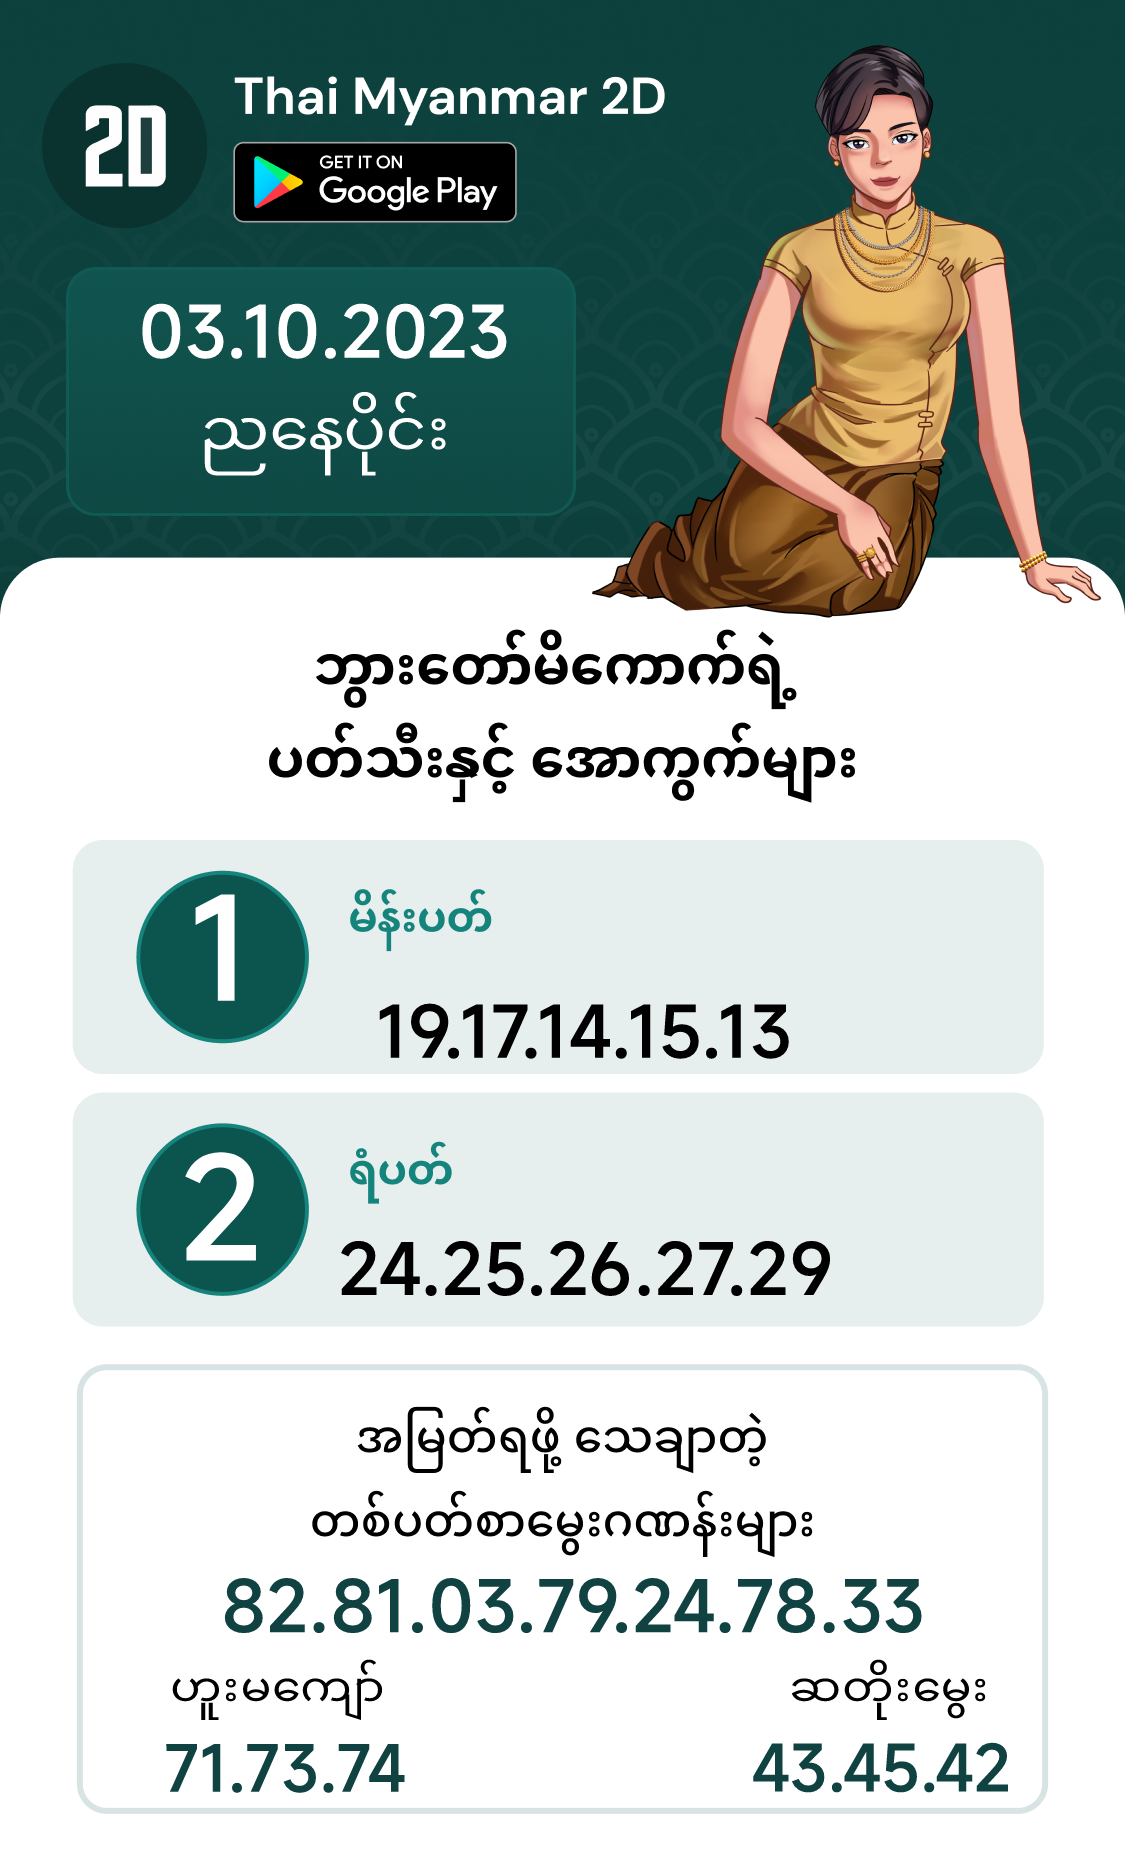 2D
Thai Myanmar 2D
GET IT ON
Google Play
03.10.2023
ညနေပိုင်း
ဘွားတော်မိကောက်ရဲ့
ပတ်သီးနှင့် အောကွက်များ
1
မိန်းပတ်
19.17.14.15.13
2
ရံပတ်
24.25.26.27.29
အမြတ်ရဖို့ သေချာတဲ့
တစ်ပတ်စာမွေးဂဏန်းများ
82.81.03.79.24.78.33
ဟူးမကျော် ဆတိုးမွေး
71.73.74 43.45.42